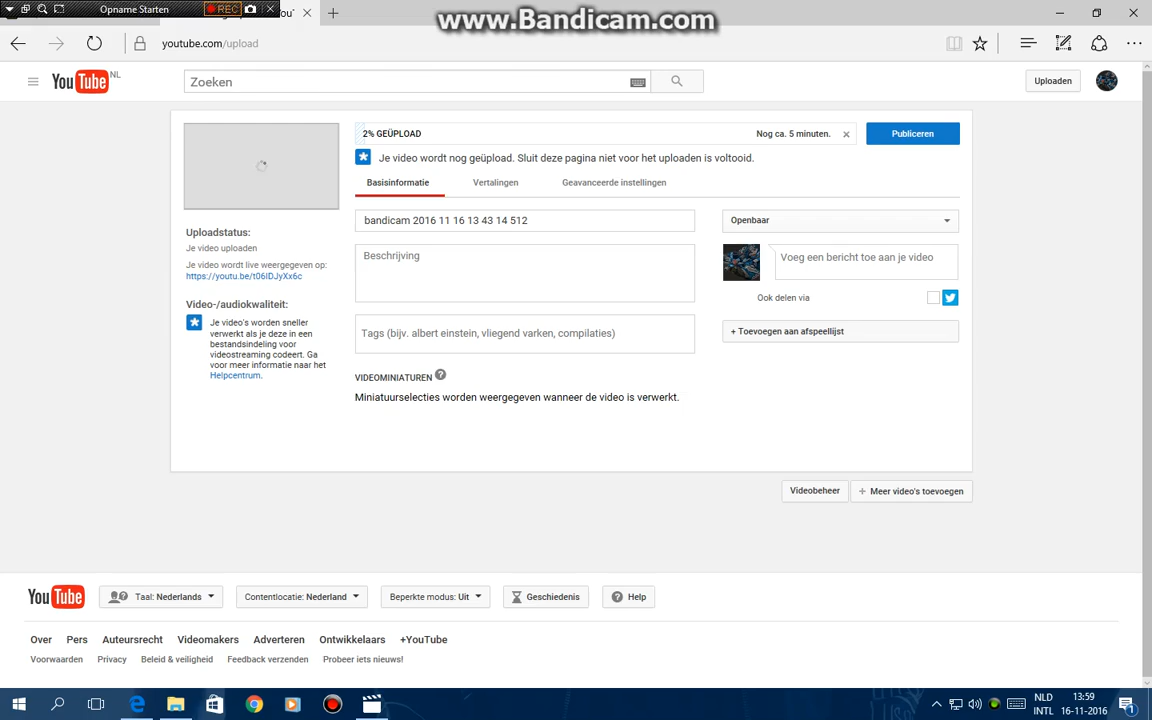 Opname Starten
REC
www.Bandicam.com
youtube.com/upload
YouTube NL
Zoeken
Uploaden
2% GEÜPLOAD
Nog ca. 5 minuten.
Publiceren
Je video wordt nog geüpload. Sluit deze pagina niet voor het uploaden is voltooid.
Basisinformatie
Vertalingen
Geavanceerde instellingen
bandicam 2016 11 16 13 43 14 512
Openbaar
Beschrijving
Voeg een bericht toe aan je video
Ook delen via
Tags (bijv. albert einstein, vliegend varken, compilaties)
+ Toevoegen aan afspeellijst
VIDEOMINIATUREN
Miniatuurselecties worden weergegeven wanneer de video is verwerkt.
Uploadstatus:
Je video uploaden
Je video wordt live weergegeven op:
https://youtu.be/t06IDJyXx6c
Video-/audiokwaliteit:
Je video's worden sneller
verwerkt als je deze in een
bestandsindeling voor
videostreaming codeert. Ga
voor meer informatie naar het
Helpcentrum.
Videobeheer
+ Meer video's toevoegen
YouTube
Taal: Nederlands
Contentlocatie: Nederland
Beperkte modus: Uit
Geschiedenis
Help
Over
Pers
Auteursrecht
Videomakers
Adverteren
Ontwikkelaars
+YouTube
Voorwaarden
Privacy
Beleid & veiligheid
Feedback verzenden
Probeer iets nieuws!
NLD
INTL
13:59
16-11-2016
1